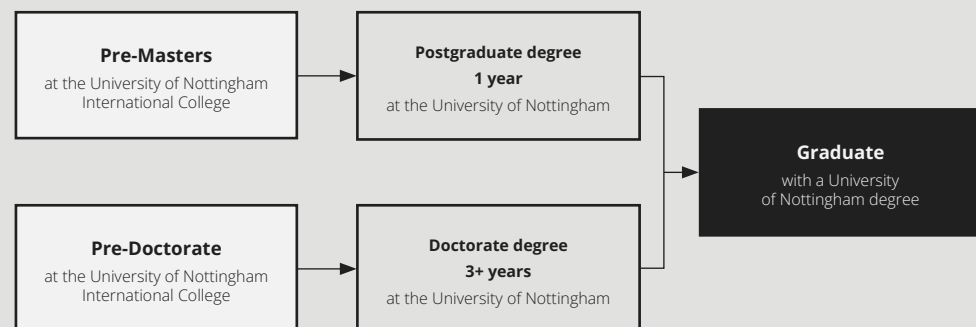 Pre-Masters
at the University of Nottingham
International College
Postgraduate degree
1 year
at the University of Nottingham
Graduate
with a University
of Nottingham degree
Pre-Doctorate
at the University of Nottingham
International College
Doctorate degree
3+ years
at the University of Nottingham